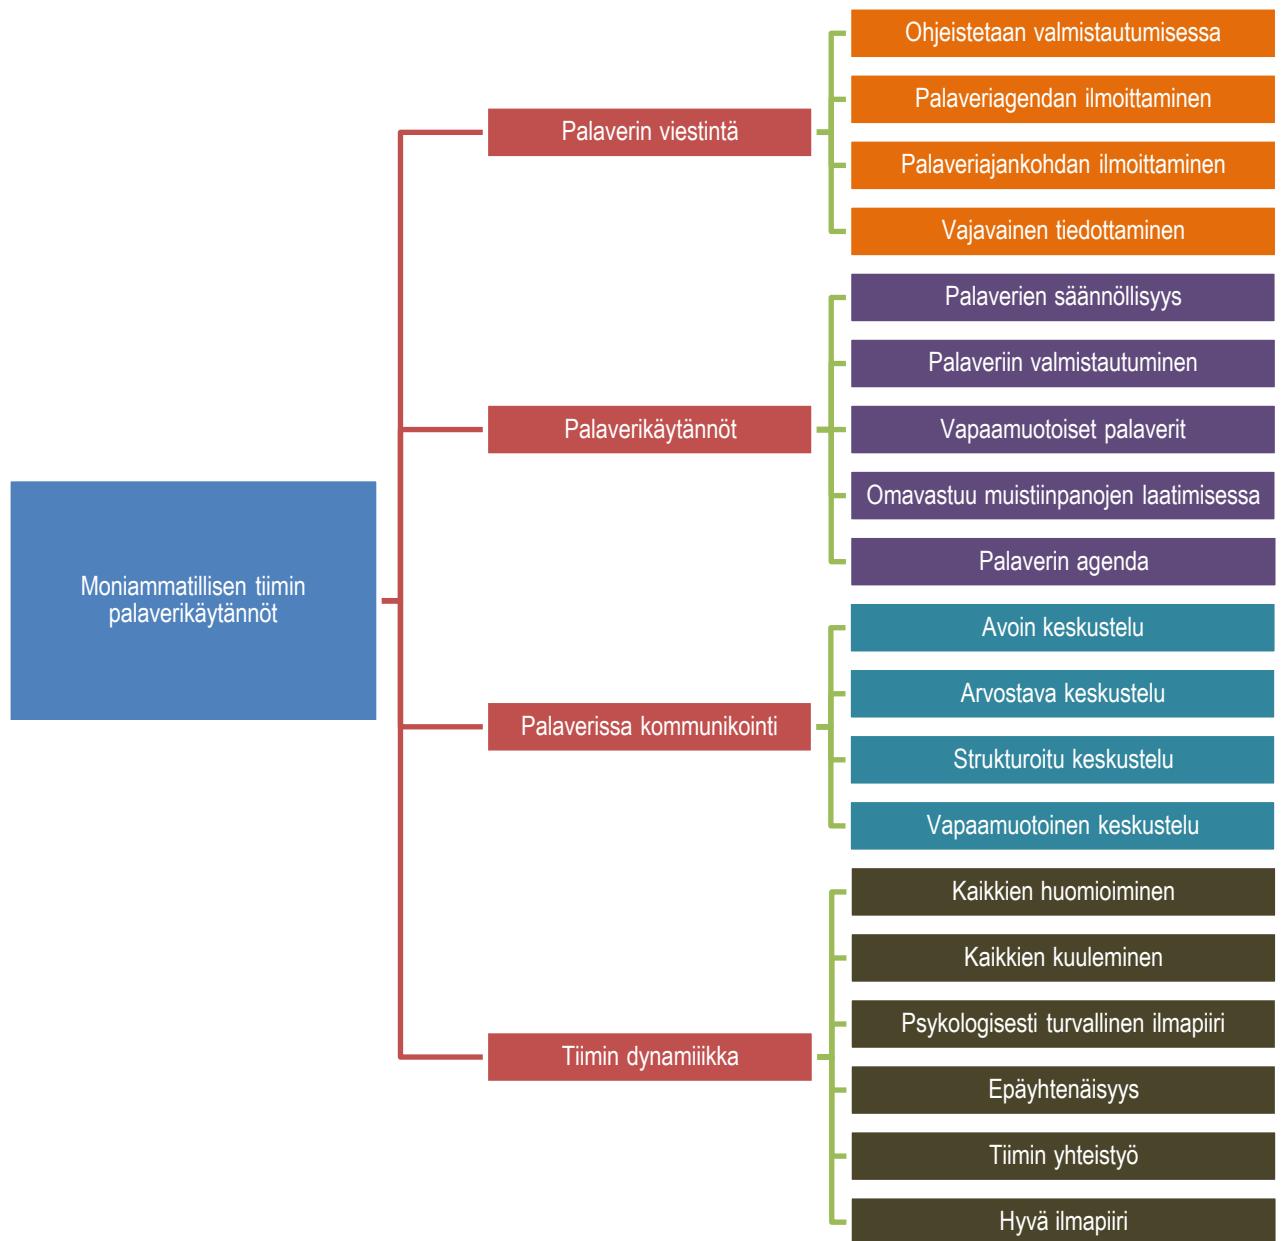 Moniammatillisen tiimin
palaverikäytännöt
Palaverin viestintä
Ohjeistetaan valmistautumisessa
Palaveriagendan ilmoittaminen
Palaveriajankohdan ilmoittaminen
Vajavainen tiedottaminen
Palaverikäytännöt
Palaverien säännöllisyys
Palaveriin valmistautuminen
Vapaamuotoiset palaverit
Omavastuu muistiinpanojen laatimisessa
Palaverin agenda
Palaverissa kommunikointi
Avoin keskustelu
Arvostava keskustelu
Strukturoitu keskustelu
Vapaamuotoinen keskustelu
Tiimin dynamiiikka
Kaikkien huomioiminen
Kaikkien kuuleminen
Psykologisesti turvallinen ilmapiiri
Epäyhtenäisyys
Tiimin yhteistyö
Hyvä ilmapiiri